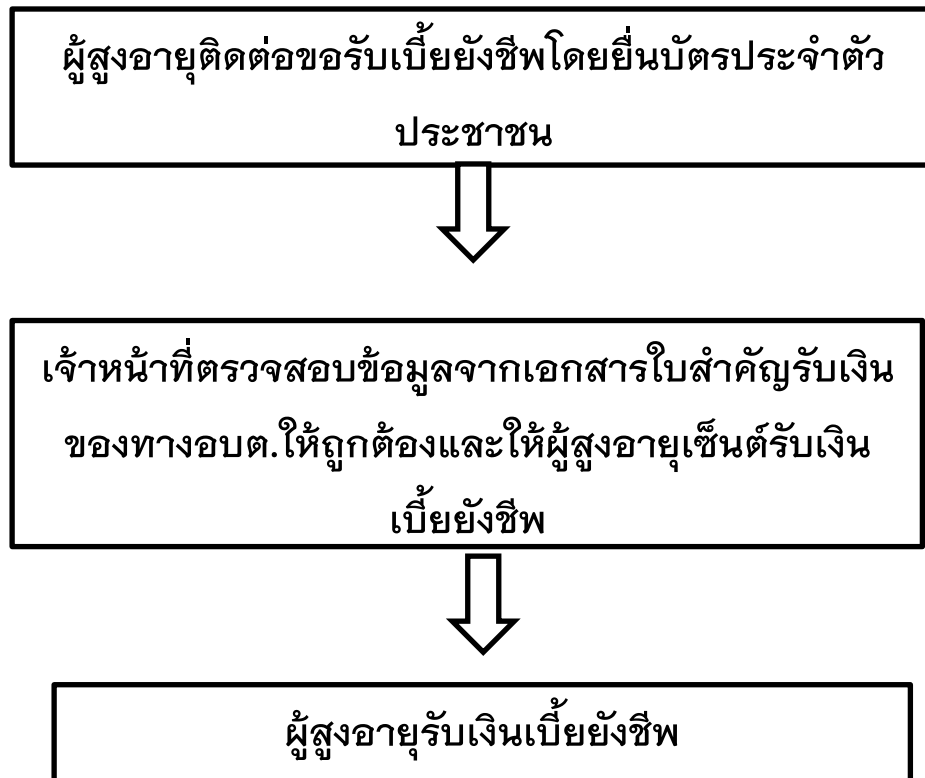 ผู้สูงอายุติดต่อขอรับเบี้ยยังชีพโดยยื่นบัตรประจำตัว
ประชาชน
เจ้าหน้าที่ตรวจสอบข้อมูลจากเอกสารใบสำคัญรับเงิน
ของทางอบต.ให้ถูกต้องและให้ผู้สูงอายุเซ็นต์รับเงิน
เบี้ยยังชีพ
ผู้สูงอายุรับเงินเบี้ยยังชีพ